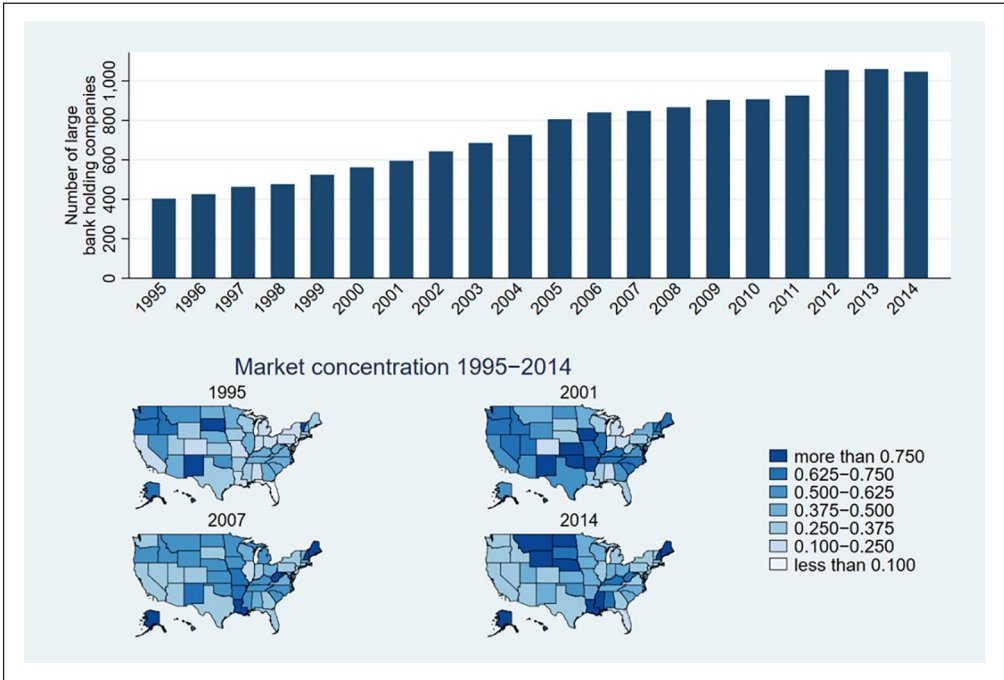 Number of large
bank holding companies
0 200 400 600 800 1,000
1995 1996 1997 1998 1999 2000 2001 2002 2003 2004 2005 2006 2007 2008 2009 2010 2011 2012 2013 2014
Market concentration 1995−2014
1995
2001
more than 0.750
0.625−0.750
0.500−0.625
0.375−0.500
0.250−0.375
0.100−0.250
less than 0.100
2007
2014